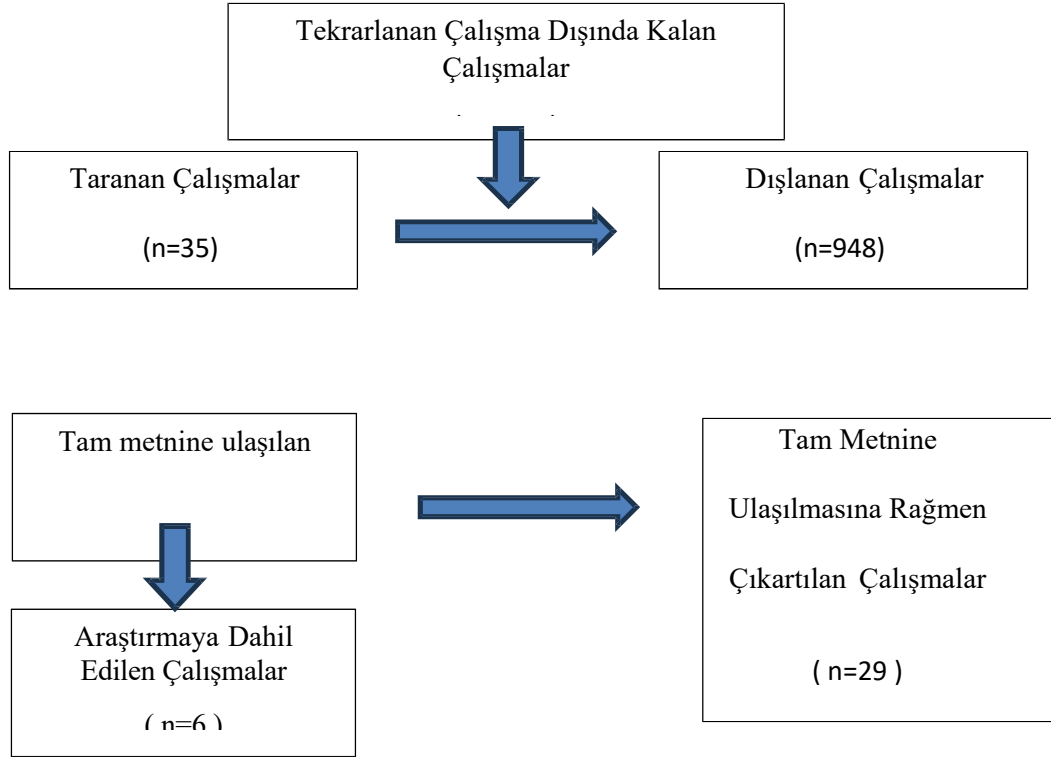 Tekrarlanan Çalışma Dışında Kalan
Çalışmalar
Taranan Çalışmalar
(n=35)
Dışlanan Çalışmalar
(n=948)
Tam metnine ulaşılan
Tam Metnine
Ulaşılmasına Rağmen
Çıkartılan Çalışmalar
( n=29 )
Araştırmaya Dahil
Edilen Çalışmalar
( n=6 )